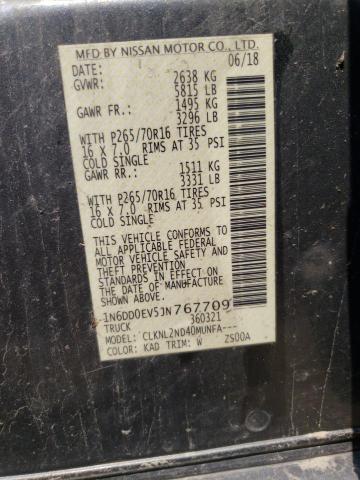 MFD BY NISSAN MOTOR CO., LTD.
DATE: 06/18
GVWR: 2638 KG
5815 LB
GAWR FR.: 1495 KG
3296 LB
WITH P265/70R16 TIRES
16 X 7.0 RIMS AT 35 PSI
COLD SINGLE
GAWR RR.: 1511 KG
3331 LB
WITH P265/70R16 TIRES
16 X 7.0 RIMS AT 35 PSI
COLD SINGLE
THIS VEHICLE CONFORMS TO
ALL APPLICABLE FEDERAL
MOTOR VEHICLE SAFETY AND
THEFT PREVENTION
STANDARDS IN EFFECT ON
THE DATE OF MANUFACTURE
SHOWN ABOVE.
1N6DD0EV5JN767709
TRUCK 360321
MODEL: CLKNL2ND40MUNFA----
COLOR: KAD TRIM: W ZS00A